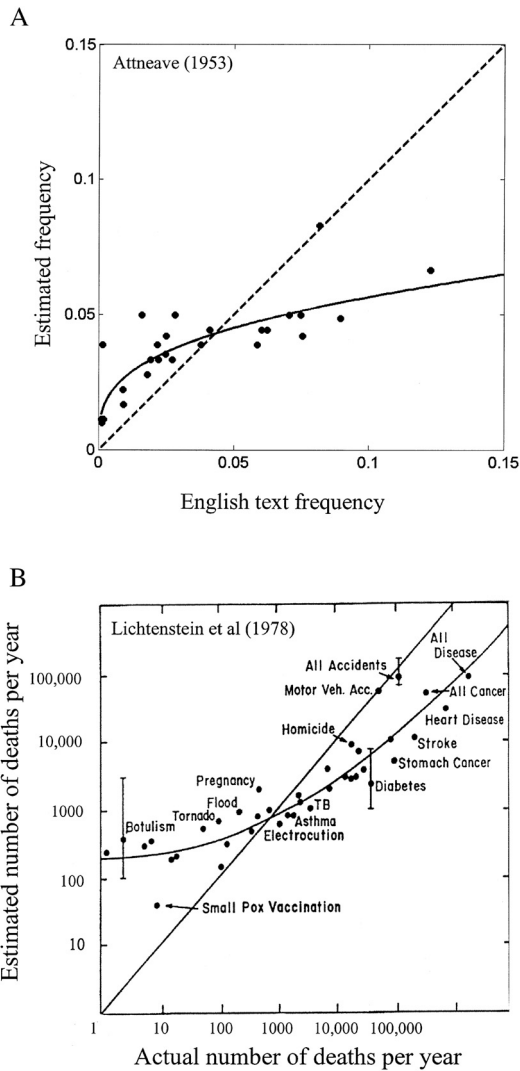 A
0.15
Attneave (1953)
0.1
Estimated frequency
0.05
0
0
0.05
0.1
0.15
English text frequency
B
Lichtenstein et al (1978)
All
Disease
All Accidents
100,000
Motor Veh. Acc.
All Cancer
Heart Disease
Homicide
10,000
Stroke
Stomach Cancer
Pregnancy
Diabetes
Flood
TB
1000
Tornado
Asthma
Botulism
Electrocution
Estimated number of deaths per year
100
Small Pox Vaccination
10
1
10
100
1000
10,000
100,000
Actual number of deaths per year